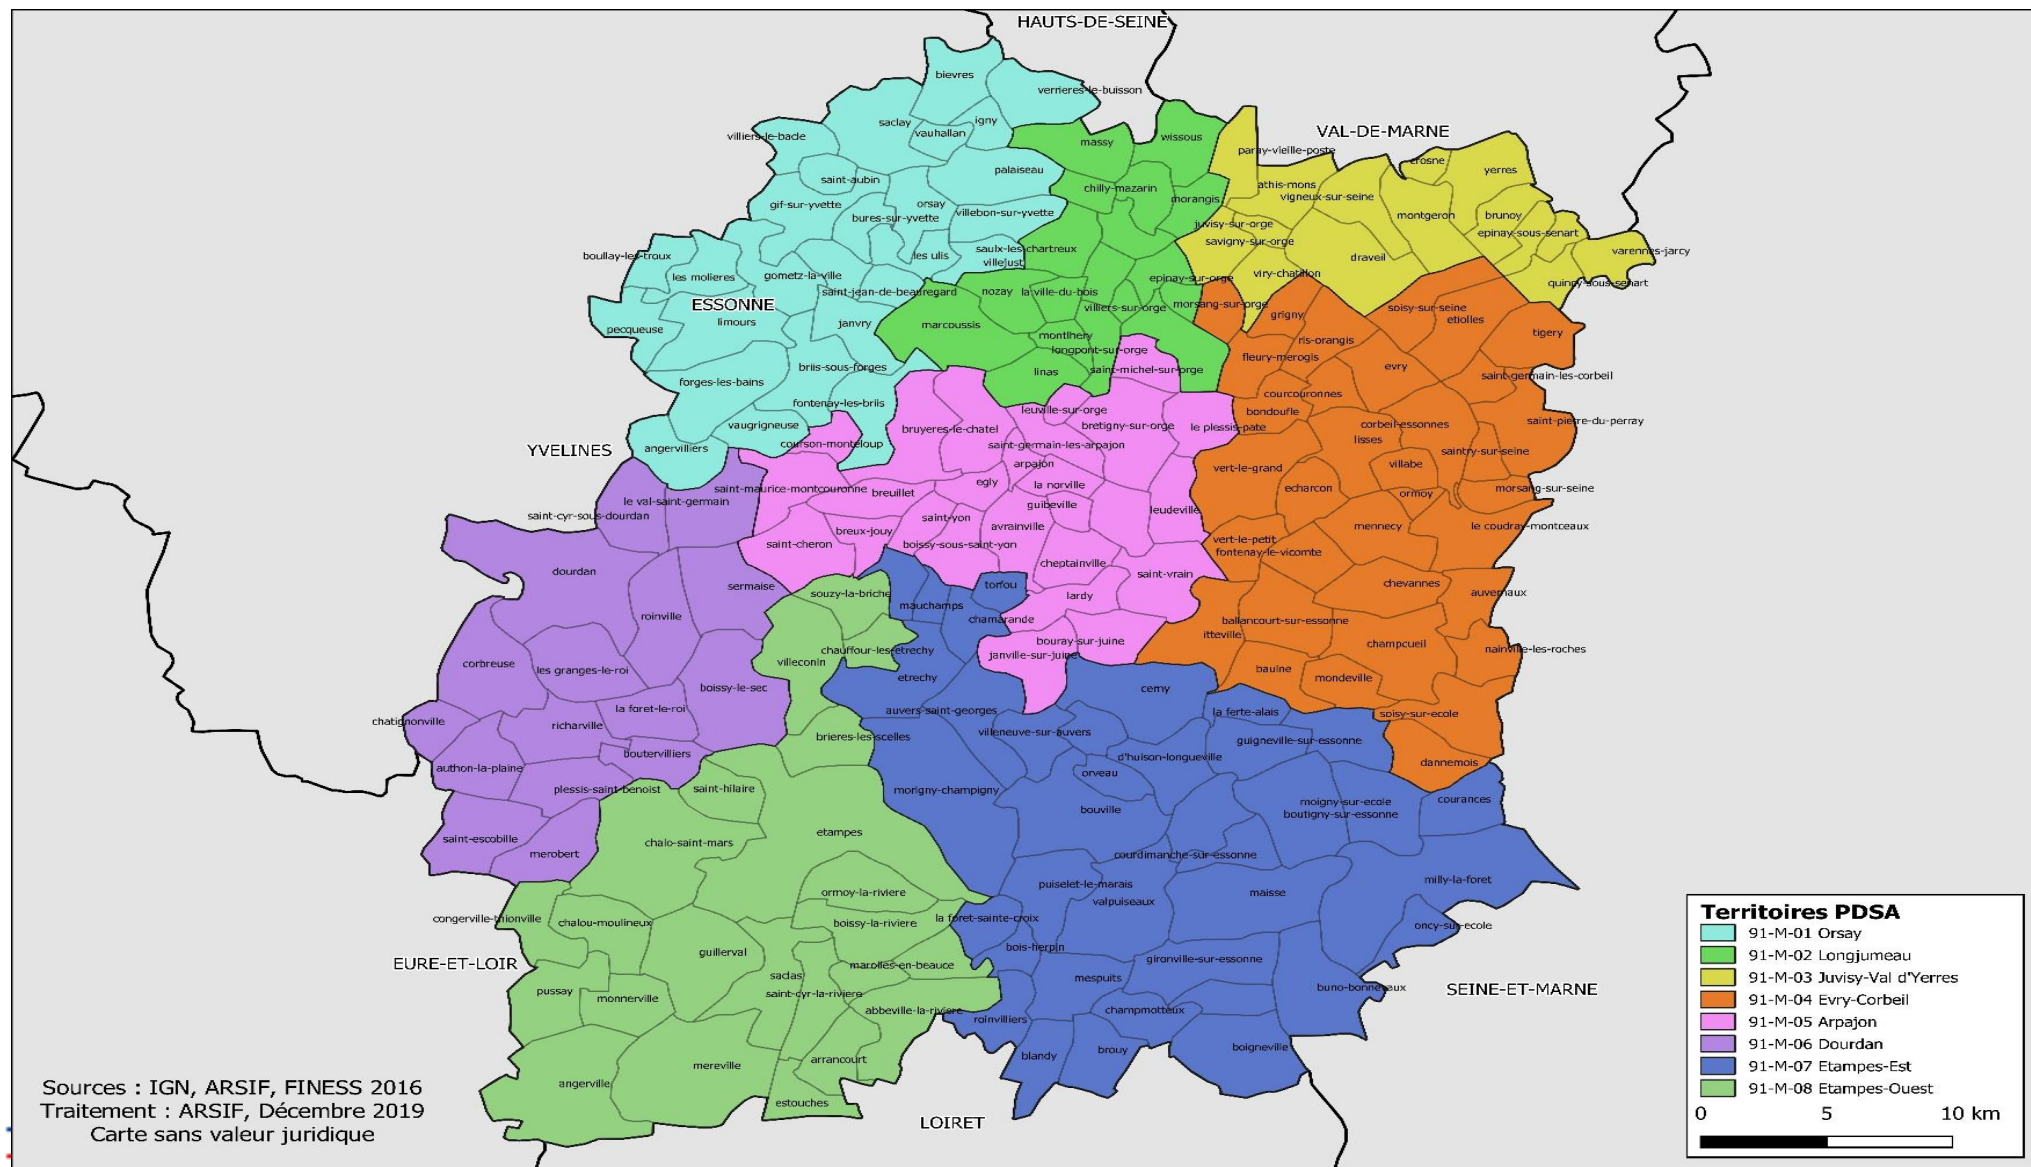 HAUTS-DE-SEINE
bievres
verrieres-le-buisson
saclay
igny
vauhallan
villiers-le-bacle
massy
wissous
VAL-DE-MARNE
paray-vieille-poste
crosne
yerres
palaiseau
saint-aubin
chilly-mazarin
morangis
athis-mons
vigneux-sur-seine
gif-sur-yvette
orsay
bures-sur-yvette
villebon-sur-yvette
montgeron
brunoy
juvisy-sur-orge
epinay-sous-senart
savigny-sur-orge
saulx-les-chartreux
varennes-jarcy
boullay-les-troux
les ulis
villejust
draveil
les molieres
gometz-la-ville
viry-chatillon
epinay-sur-orge
quincy-sous-senart
saint-jean-de-beauregard
nozay
la-ville-du-bois
ESSONNE
morsang-sur-orge
villiers-sur-orge
soisy-sur-seine
grigny
etiolles
limours
pecqueuse
janvry
marcoussis
montlhery
tigery
ris-orangis
longpont-sur-orge
fleury-merogis
briis-sous-forges
saint-michel-sur-orge
evry
linas
saint-germain-les-corbeil
forges-les-bains
courcouronnes
fontenay-les-briis
leuville-sur-orge
bondoufle
vaugrigneuse
bruyeres-le-chatel
bretigny-sur-orge
le plessis-pate
corbeil-essonnes
saint-pierre-du-perray
lisses
courson-monteloup
saint-germain-les-arpajon
YVELINES
angervilliers
saintry-sur-seine
arpajon
villabe
vert-le-grand
saint-maurice-montcouronne
breuillet
egly
la norville
echarcon
ormoy
morsang-sur-seine
le val-saint-germain
guibeville
leudeville
saint-cyr-sous-dourdan
saint-yon
avrainville
mennecy
le coudray-montceaux
breux-jouy
saint-cheron
boissy-sous-saint-yon
vert-le-petit
fontenay-le-vicomte
cheptainville
dourdan
saint-vrain
sermaise
torfou
chevannes
souzy-la-briche
mauchamps
lardy
auvernaux
roinville
chamarande
ballancourt-sur-essonne
itteville
bouray-sur-juine
champcueil
chauffour-les-etrechy
janville-sur-juine
nainville-les-roches
corbreuse
villeconin
les granges-le-roi
baulne
etrechy
mondeville
boissy-le-sec
cerny
la foret-le-roi
auvers-saint-georges
la ferte-alais
soisy-sur-ecole
chatignonville
richarville
brieres-les-scelles
villeneuve-sur-auvers
guigneville-sur-essonne
boutervilliers
d'huison-longueville
authon-la-plaine
orveau
dannemois
plessis-saint-benoist
saint-hilaire
morigny-champigny
moigny-sur-ecole
courances
bouville
boutigny-sur-essonne
etampes
saint-escobille
chalo-saint-mars
merobert
courdimanche-sur-essonne
milly-la-foret
puiselet-le-marais
ormoy-la-riviere
maisse
valpuiseaux
congerville-thionville
chalou-moulineux
boissy-la-riviere
la foret-sainte-croix
oncy-sur-ecole
bois-herpin
guillerval
EURE-ET-LOIR
marolles-en-beauce
gironville-sur-essonne
saclas
mespuits
pussay
monnerville
saint-cyr-la-riviere
buno-bonnevaux
SEINE-ET-MARNE
abbeville-la-riviere
champmotteux
roinvilliers
brouy
boigneville
blandy
arrancourt
mereville
angerville
estouches
LOIRET
Sources : IGN, ARSIF, FINESS 2016
Traitement : ARSIF, Décembre 2019
Carte sans valeur juridique
Territoires PDSA
91-M-01 Orsay
91-M-02 Longjumeau
91-M-03 Juvisy-Val d'Yerres
91-M-04 Evry-Corbeil
91-M-05 Arpajon
91-M-06 Dourdan
91-M-07 Etampes-Est
91-M-08 Etampes-Ouest
0 5 10 km